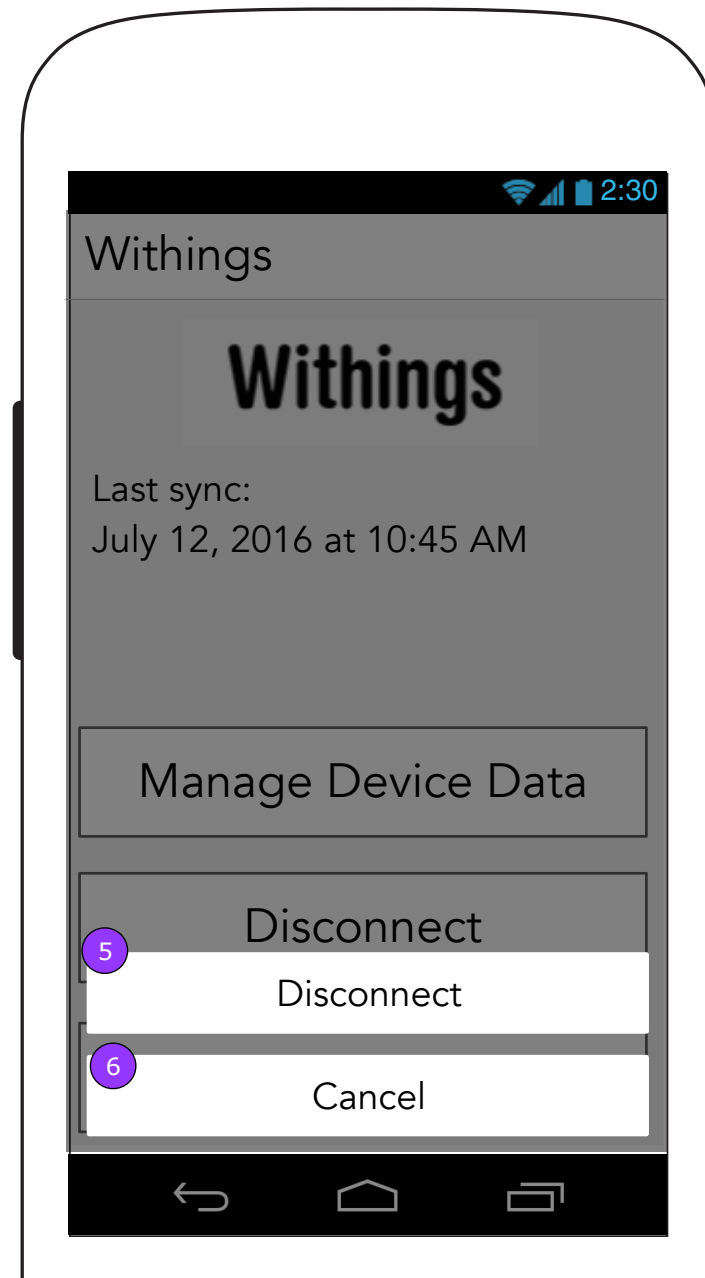 2:30
Withings
Withings
Last sync:
July 12, 2016 at 10:45 AM
Manage Device Data
Disconnect
5
Disconnect
6
Cancel